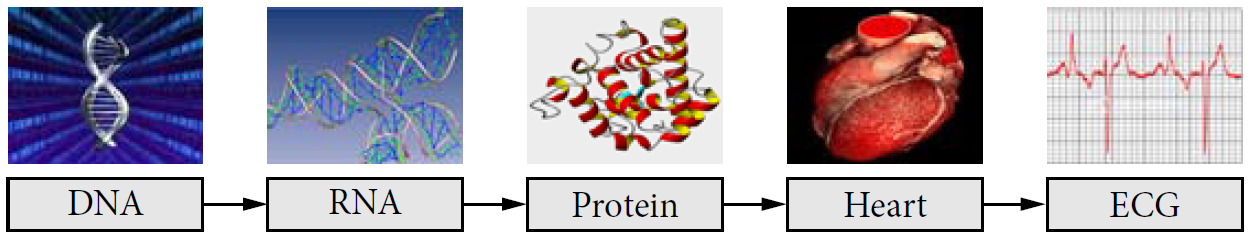 DNA
RNA
Protein
Heart
ECG